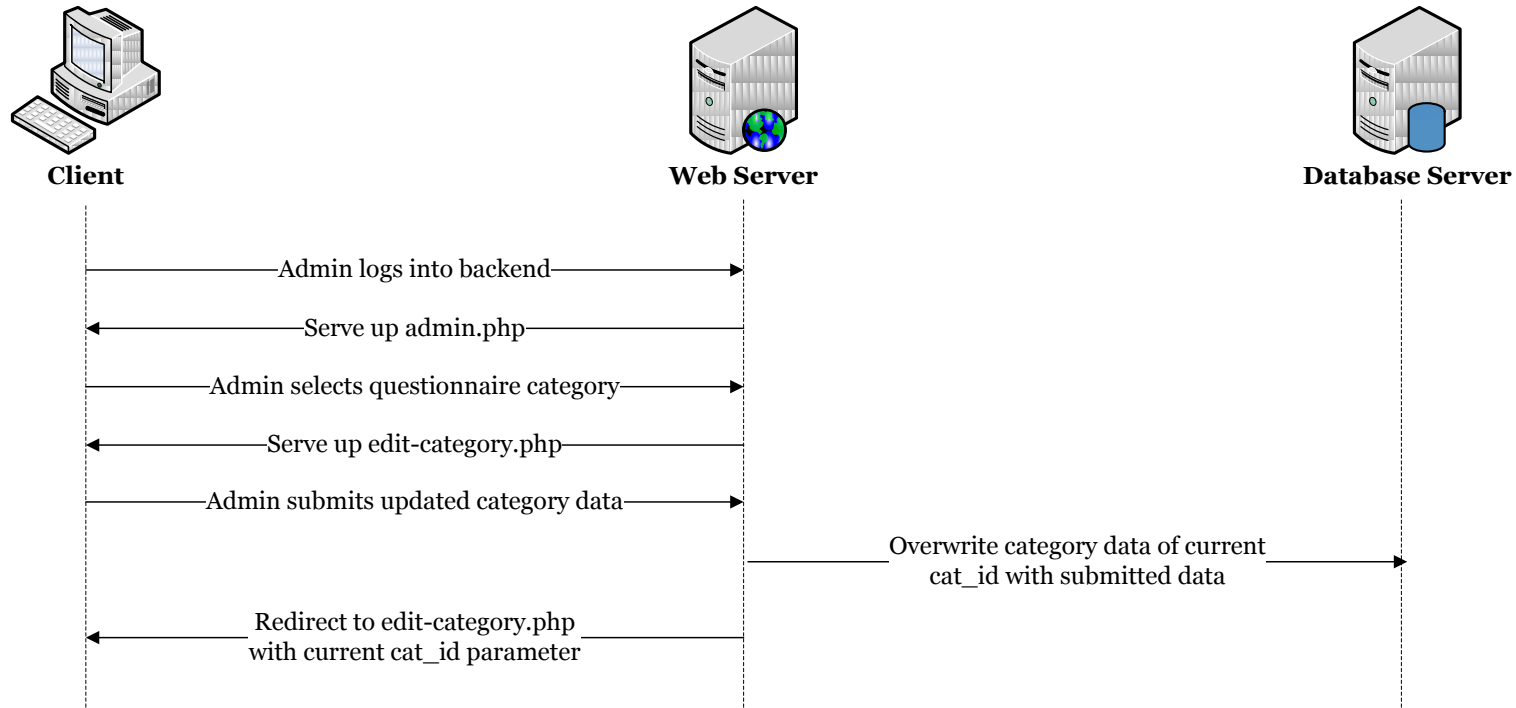 Client
Web Server
Database Server
Admin logs into backend
Serve up admin.php
Admin selects questionnaire category
Serve up edit-category.php
Admin submits updated category data
Overwrite category data of current
cat_id with submitted data
Redirect to edit-category.php
with current cat_id parameter